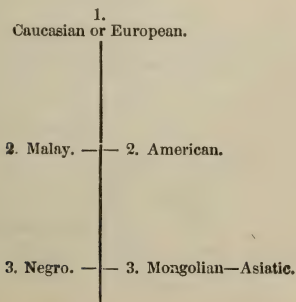 1.
Caucasian or European.
2. Malay. — — 2. American.
3. Negro. — — 3. Mongolian—Asiatic.